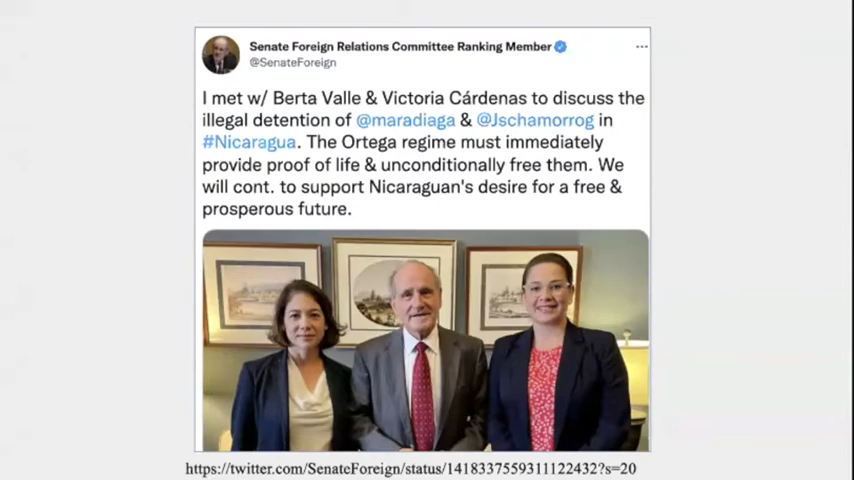 Senate Foreign Relations Committee Ranking Member
@SenateForeign
I met w/ Berta Valle & Victoria Cárdenas to discuss the
illegal detention of @maradiaga & @Jschamorrog in
#Nicaragua. The Ortega regime must immediately
provide proof of life & unconditionally free them. We
will cont. to support Nicaraguan's desire for a free &
prosperous future.
https://twitter.com/SenateForeign/status/1418337559311122432?s=20